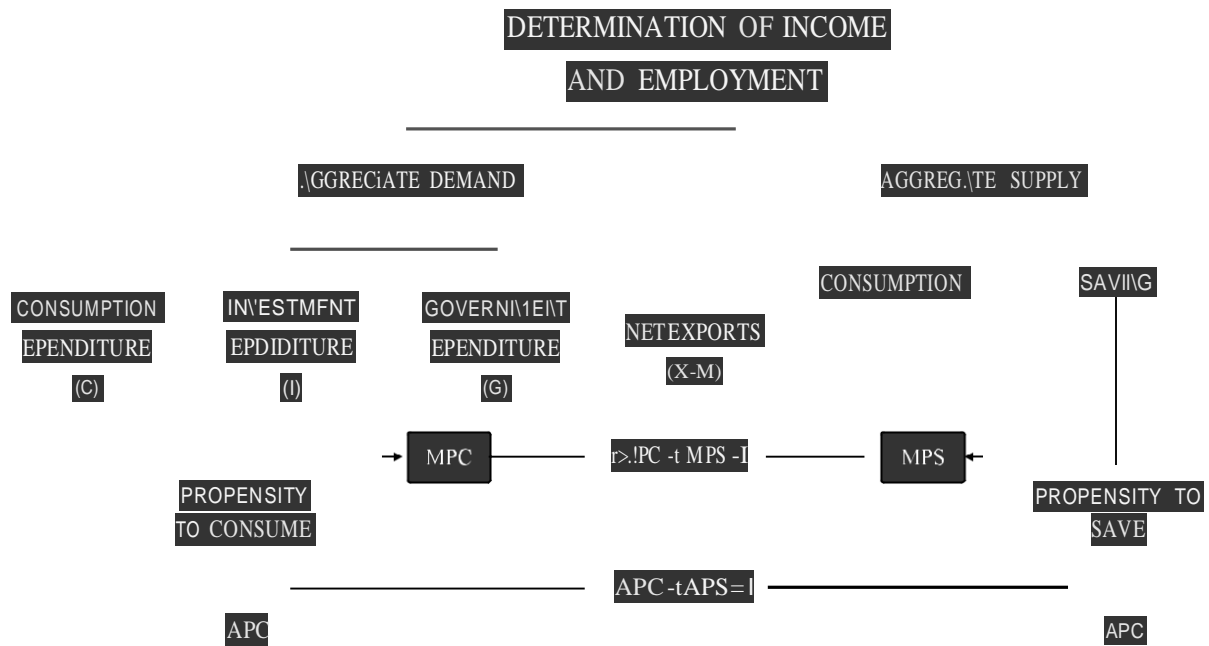 DETERMINATION OF INCOME
AND EMPLOYMENT
.\GGRECiATE DEMAND
AGGREG.\TE SUPPLY
CONSUMPTION
SAVII\G
CONSUMPTION
EPENDITURE
(C)
IN\'ESTMFNT
EPDIDITURE
(I)
GOVERNI\1EI\T
EPENDITURE
(G)
NETEXPORTS
(X-M)
MPC
r>.!PC -t MPS -I
MPS
PROPENSITY
TO CONSUME
PROPENSITY TO
SAVE
APC -tAPS=I
APC
APC